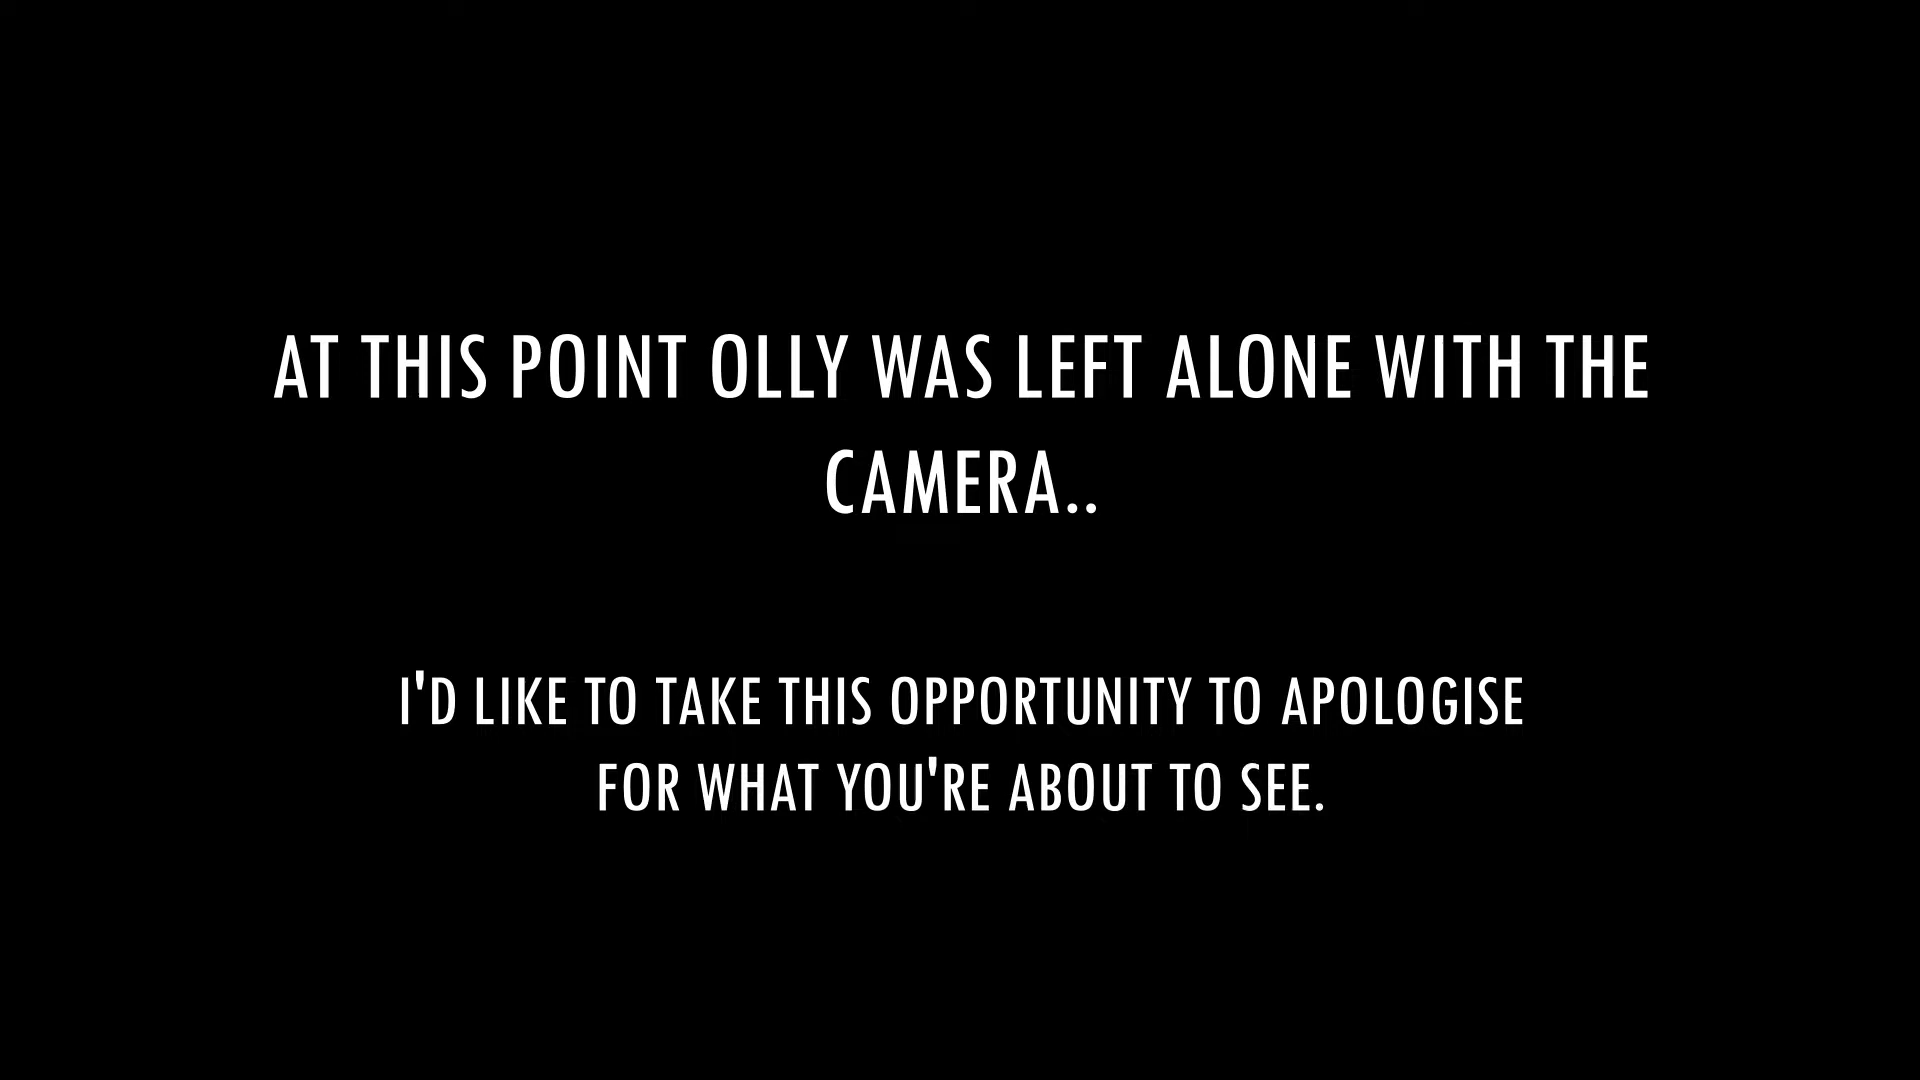 AT THIS POINT OLLY WAS LEFT ALONE WITH THE
CAMERA..
I'D LIKE TO TAKE THIS OPPORTUNITY TO APOLOGISE
FOR WHAT YOU'RE ABOUT TO SEE.